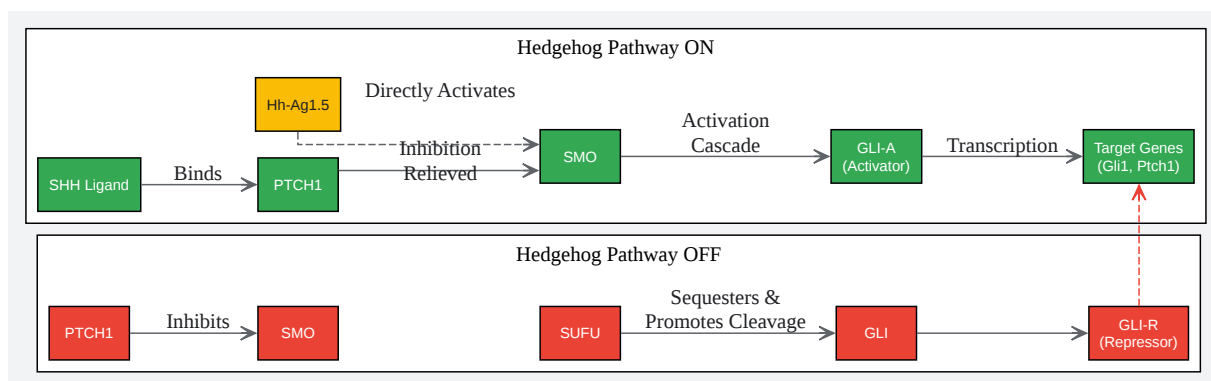 Hedgehog Pathway ON
Hh-Ag1.5
Directly Activates
SHH Ligand
Binds
PTCH1
Inhibition
Relieved
SMO
Activation
Cascade
GLI-A
(Activator)
Transcription
Target Genes
(Gli1, Ptch1)
Hedgehog Pathway OFF
PTCH1
Inhibits
SMO
SUFU
Sequesters &
Promotes Cleavage
GLI
GLI-R
(Repressor)